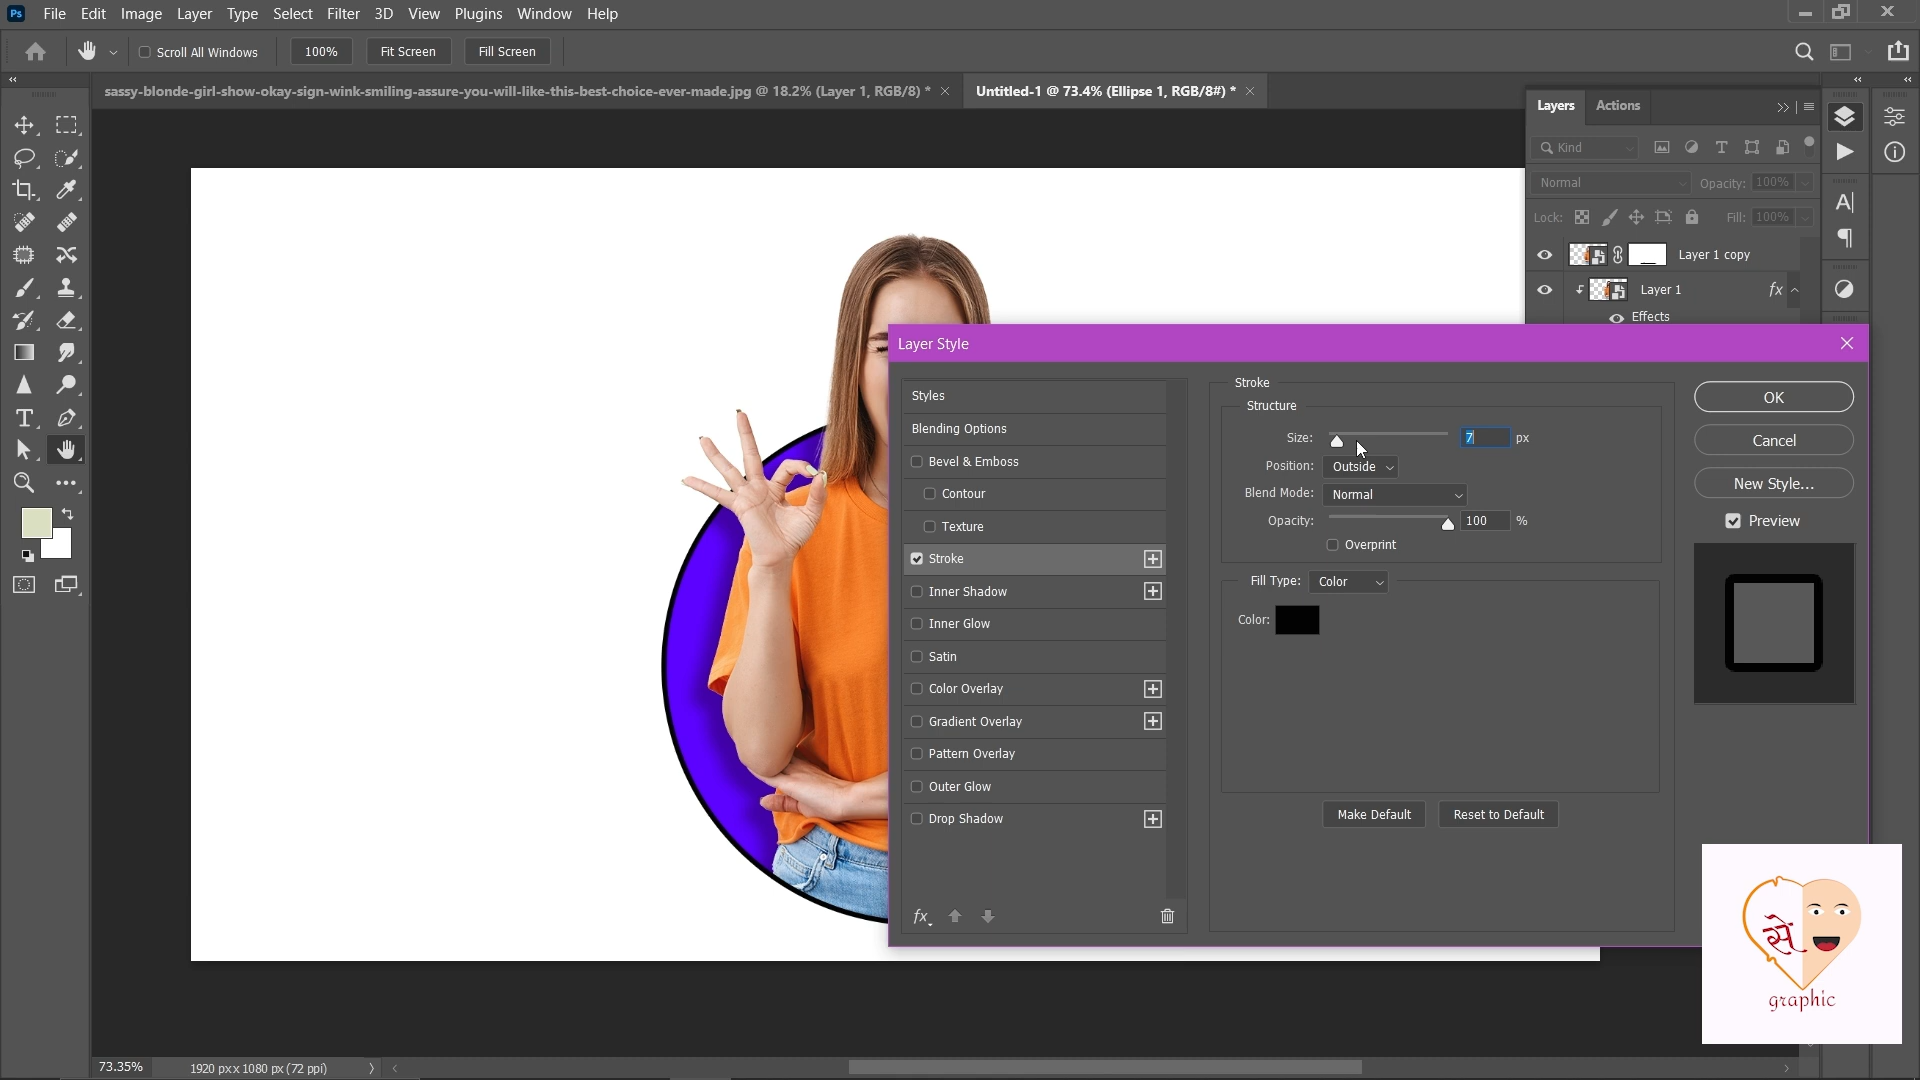 Ps File Edit Image Layer Type Select Filter 3D View Plugins Window Help
Scroll All Windows 100% Fit Screen Fill Screen
sassy-blonde-girl-show-okay-sign-wink-smiling-assure-you-will-like-this-best-choice-ever-made.jpg @ 18.2% (Layer 1, RGB/8) * Untitled-1 @ 73.4% (Ellipse 1, RGB/8#) *
Layers Actions
Kind
Normal Opacity: 100%
Lock: Fill: 100%
Layer 1 copy
Layer 1 fx
Effects
Layer Style
Styles
Blending Options
Bevel & Emboss
Contour
Texture
Stroke
Inner Shadow
Inner Glow
Satin
Color Overlay
Gradient Overlay
Pattern Overlay
Outer Glow
Drop Shadow
fx
Stroke
Structure
Size: 7 px
Position: Outside
Blend Mode: Normal
Opacity: 100 %
Overprint
Fill Type: Color
Color:
Make Default Reset to Default
OK
Cancel
New Style...
Preview
से
graphic
73.35% 1920 px x 1080 px (72 ppi)